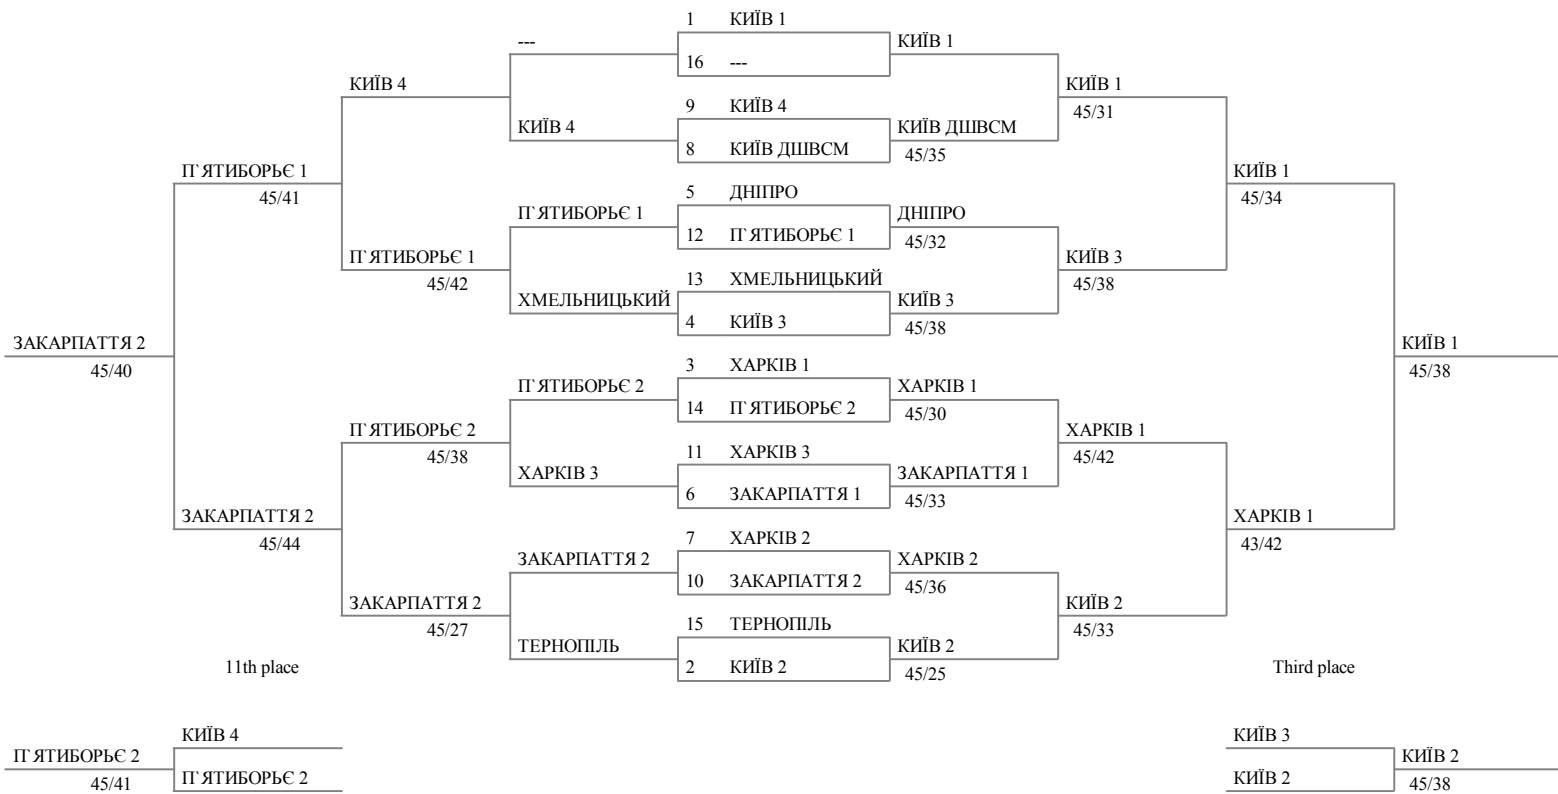 1 КИЇВ 1
--- КИЇВ 1
16 ---
КИЇВ 4 КИЇВ 1
9 КИЇВ 4 45/31
КИЇВ 4 КИЇВ ДШВСМ
8 КИЇВ ДШВСМ 45/35
П`ЯТИБОРЬЄ 1 КИЇВ 1
45/41 5 ДНІПРО 45/34
П`ЯТИБОРЬЄ 1 ДНІПРО
12 П`ЯТИБОРЬЄ 1 45/32
П`ЯТИБОРЬЄ 1 КИЇВ 3
45/42 13 ХМЕЛЬНИЦЬКИЙ 45/38
ХМЕЛЬНИЦЬКИЙ КИЇВ 3
4 КИЇВ 3 45/38
ЗАКАРПАТТЯ 2 КИЇВ 1
45/40 3 ХАРКІВ 1 45/38
П`ЯТИБОРЬЄ 2 ХАРКІВ 1
14 П`ЯТИБОРЬЄ 2 45/30
П`ЯТИБОРЬЄ 2 ХАРКІВ 1
45/38 11 ХАРКІВ 3 45/42
ХАРКІВ 3 ЗАКАРПАТТЯ 1
6 ЗАКАРПАТТЯ 1 45/33
ЗАКАРПАТТЯ 2 ХАРКІВ 1
45/44 7 ХАРКІВ 2 43/42
ЗАКАРПАТТЯ 2 ХАРКІВ 2
10 ЗАКАРПАТТЯ 2 45/36
ЗАКАРПАТТЯ 2 КИЇВ 2
45/27 15 ТЕРНОПІЛЬ 45/33
ТЕРНОПІЛЬ КИЇВ 2
11th place 2 КИЇВ 2 45/25 Third place
КИЇВ 4 КИЇВ 3
П`ЯТИБОРЬЄ 2 КИЇВ 2
45/41 П`ЯТИБОРЬЄ 2 КИЇВ 2 45/38